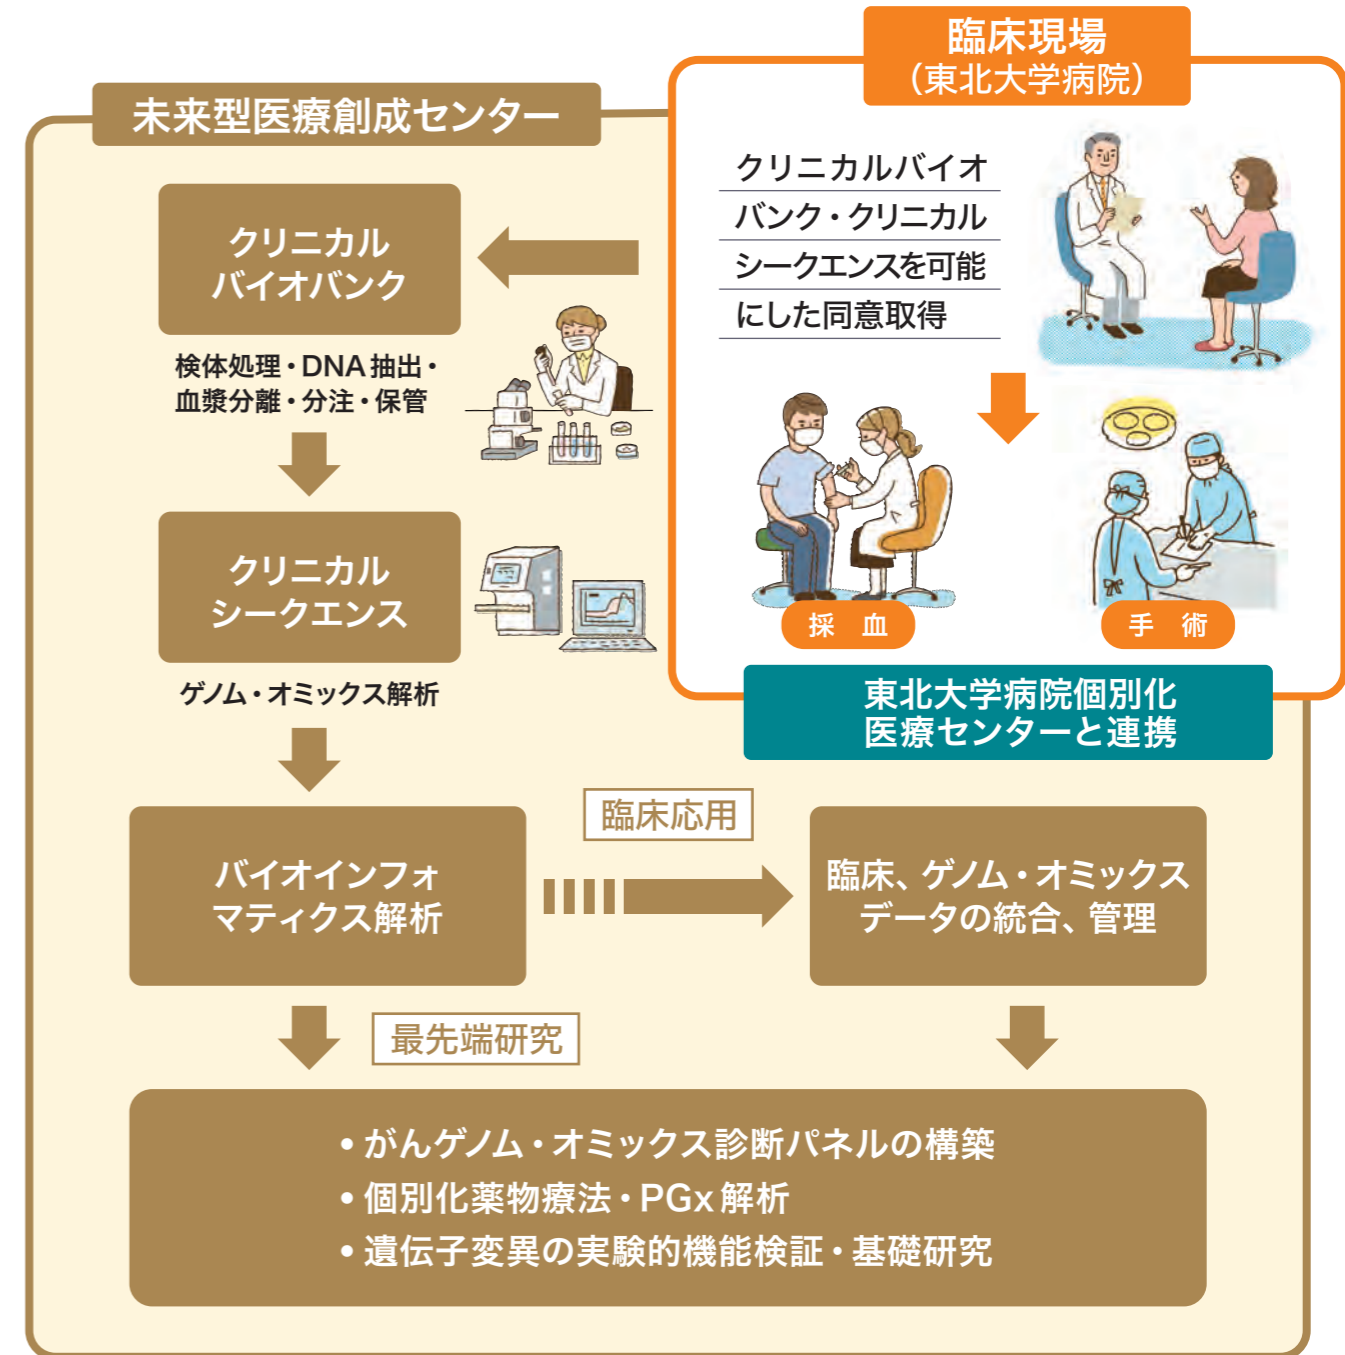 臨床現場
（東北大学病院）
クリニカルバイオ
バンク・クリニカル
シークエンスを可能
にした同意取得
採 血
手 術
東北大学病院個別化
医療センターと連携
未来型医療創成センター
クリニカル
バイオバンク
検体処理・DNA抽出・
血漿分離・分注・保管
クリニカル
シークエンス
ゲノム・オミックス解析
バイオインフォ
マティクス解析
臨床応用
臨床、ゲノム・オミックス
データの統合、管理
最先端研究
• がんゲノム・オミックス診断パネルの構築
• 個別化薬物療法・PGx解析
• 遺伝子変異の実験的機能検証・基礎研究